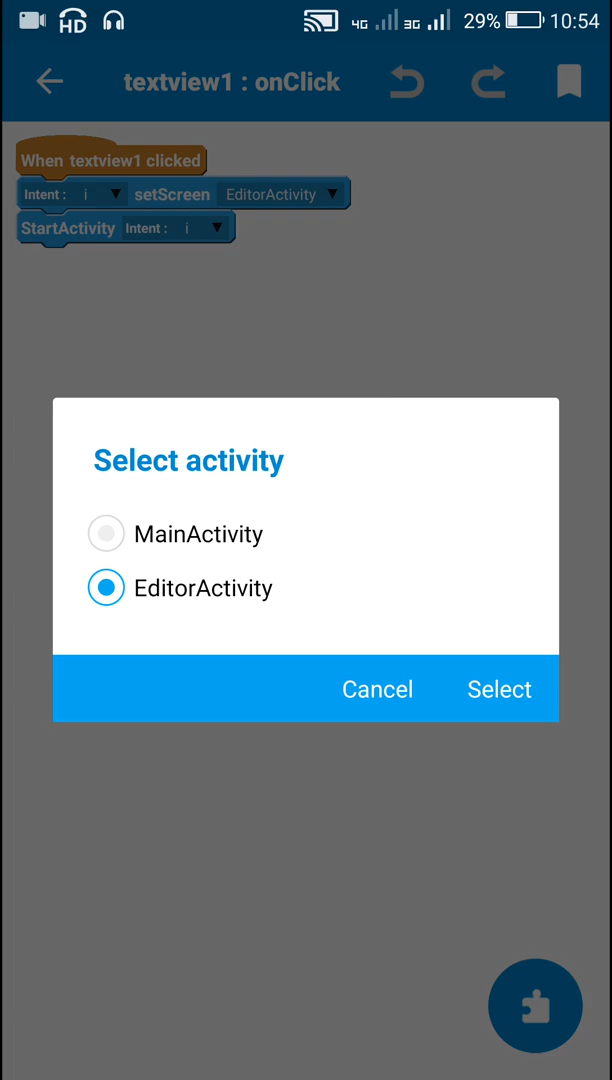 HD 4G 3G 29% 10:54
textview1 : onClick
When textview1 clicked
Intent : i setScreen EditorActivity
StartActivity Intent : i
Select activity
MainActivity
EditorActivity
Cancel Select